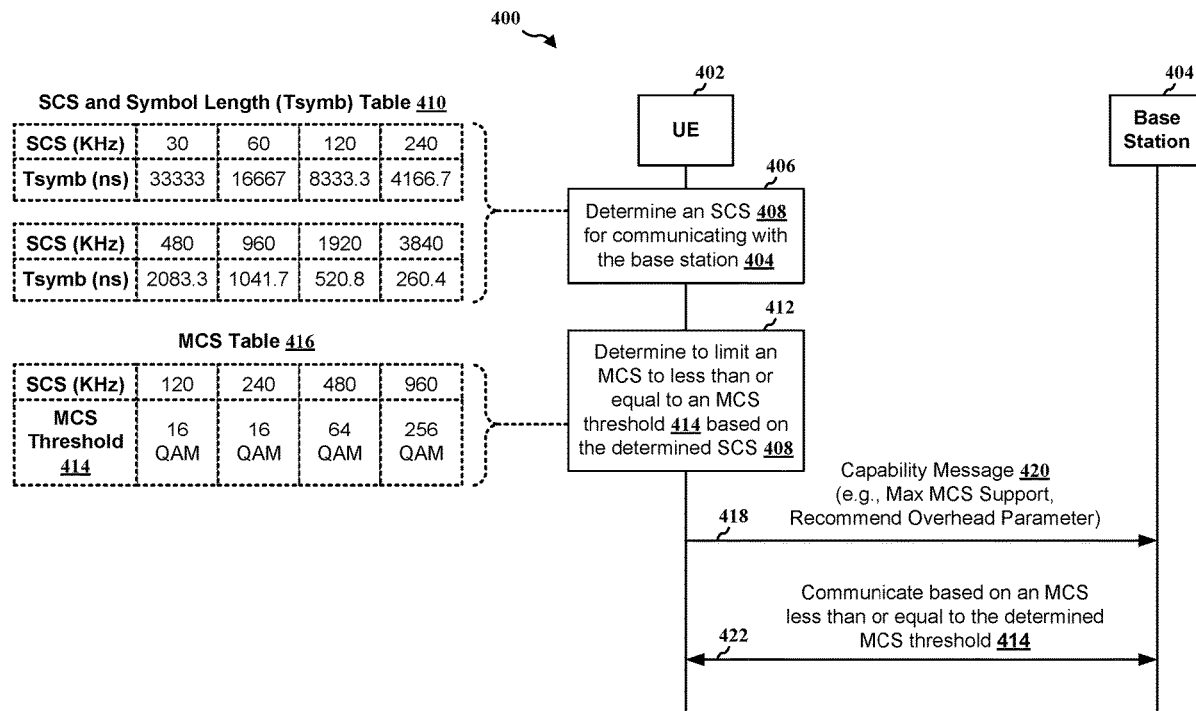 400
402
404
SCS and Symbol Length (Tsymb) Table 410
SCS (KHz) 30 60 120 240
Tsymb (ns) 33333 16667 8333.3 4166.7
SCS (KHz) 480 960 1920 3840
Tsymb (ns) 2083.3 1041.7 520.8 260.4
UE
Base
Station
406
Determine an SCS 408
for communicating with
the base station 404
412
Determine to limit an
MCS to less than or
equal to an MCS
threshold 414 based on
the determined SCS 408
MCS Table 416
SCS (KHz) 120 240 480 960
MCS
Threshold
414
16
QAM
16
QAM
64
QAM
256
QAM
Capability Message 420
(e.g., Max MCS Support,
Recommend Overhead Parameter)
418
Communicate based on an MCS
less than or equal to the determined
MCS threshold 414
422